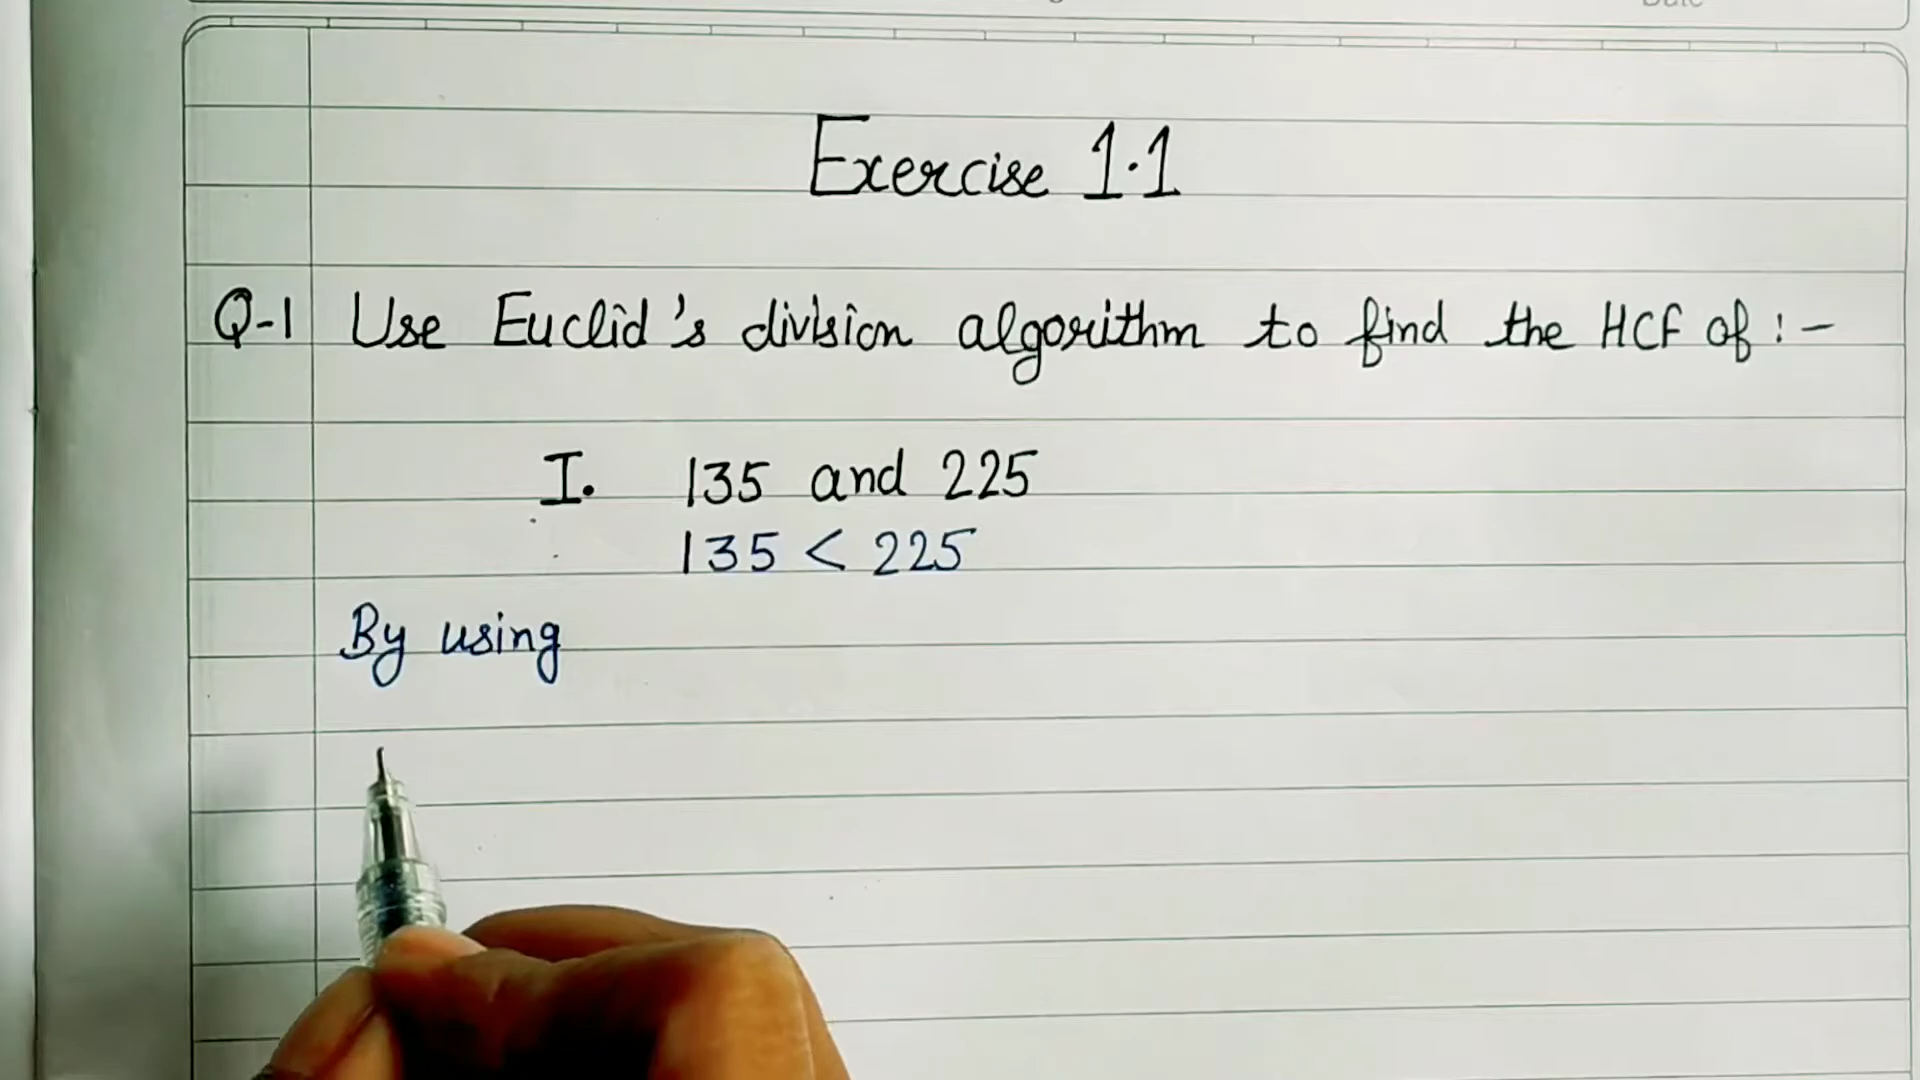 Exercise 1.1
Q-1 Use Euclid's division algorithm to find the HCF of :-
I. 135 and 225
135 < 225
By using